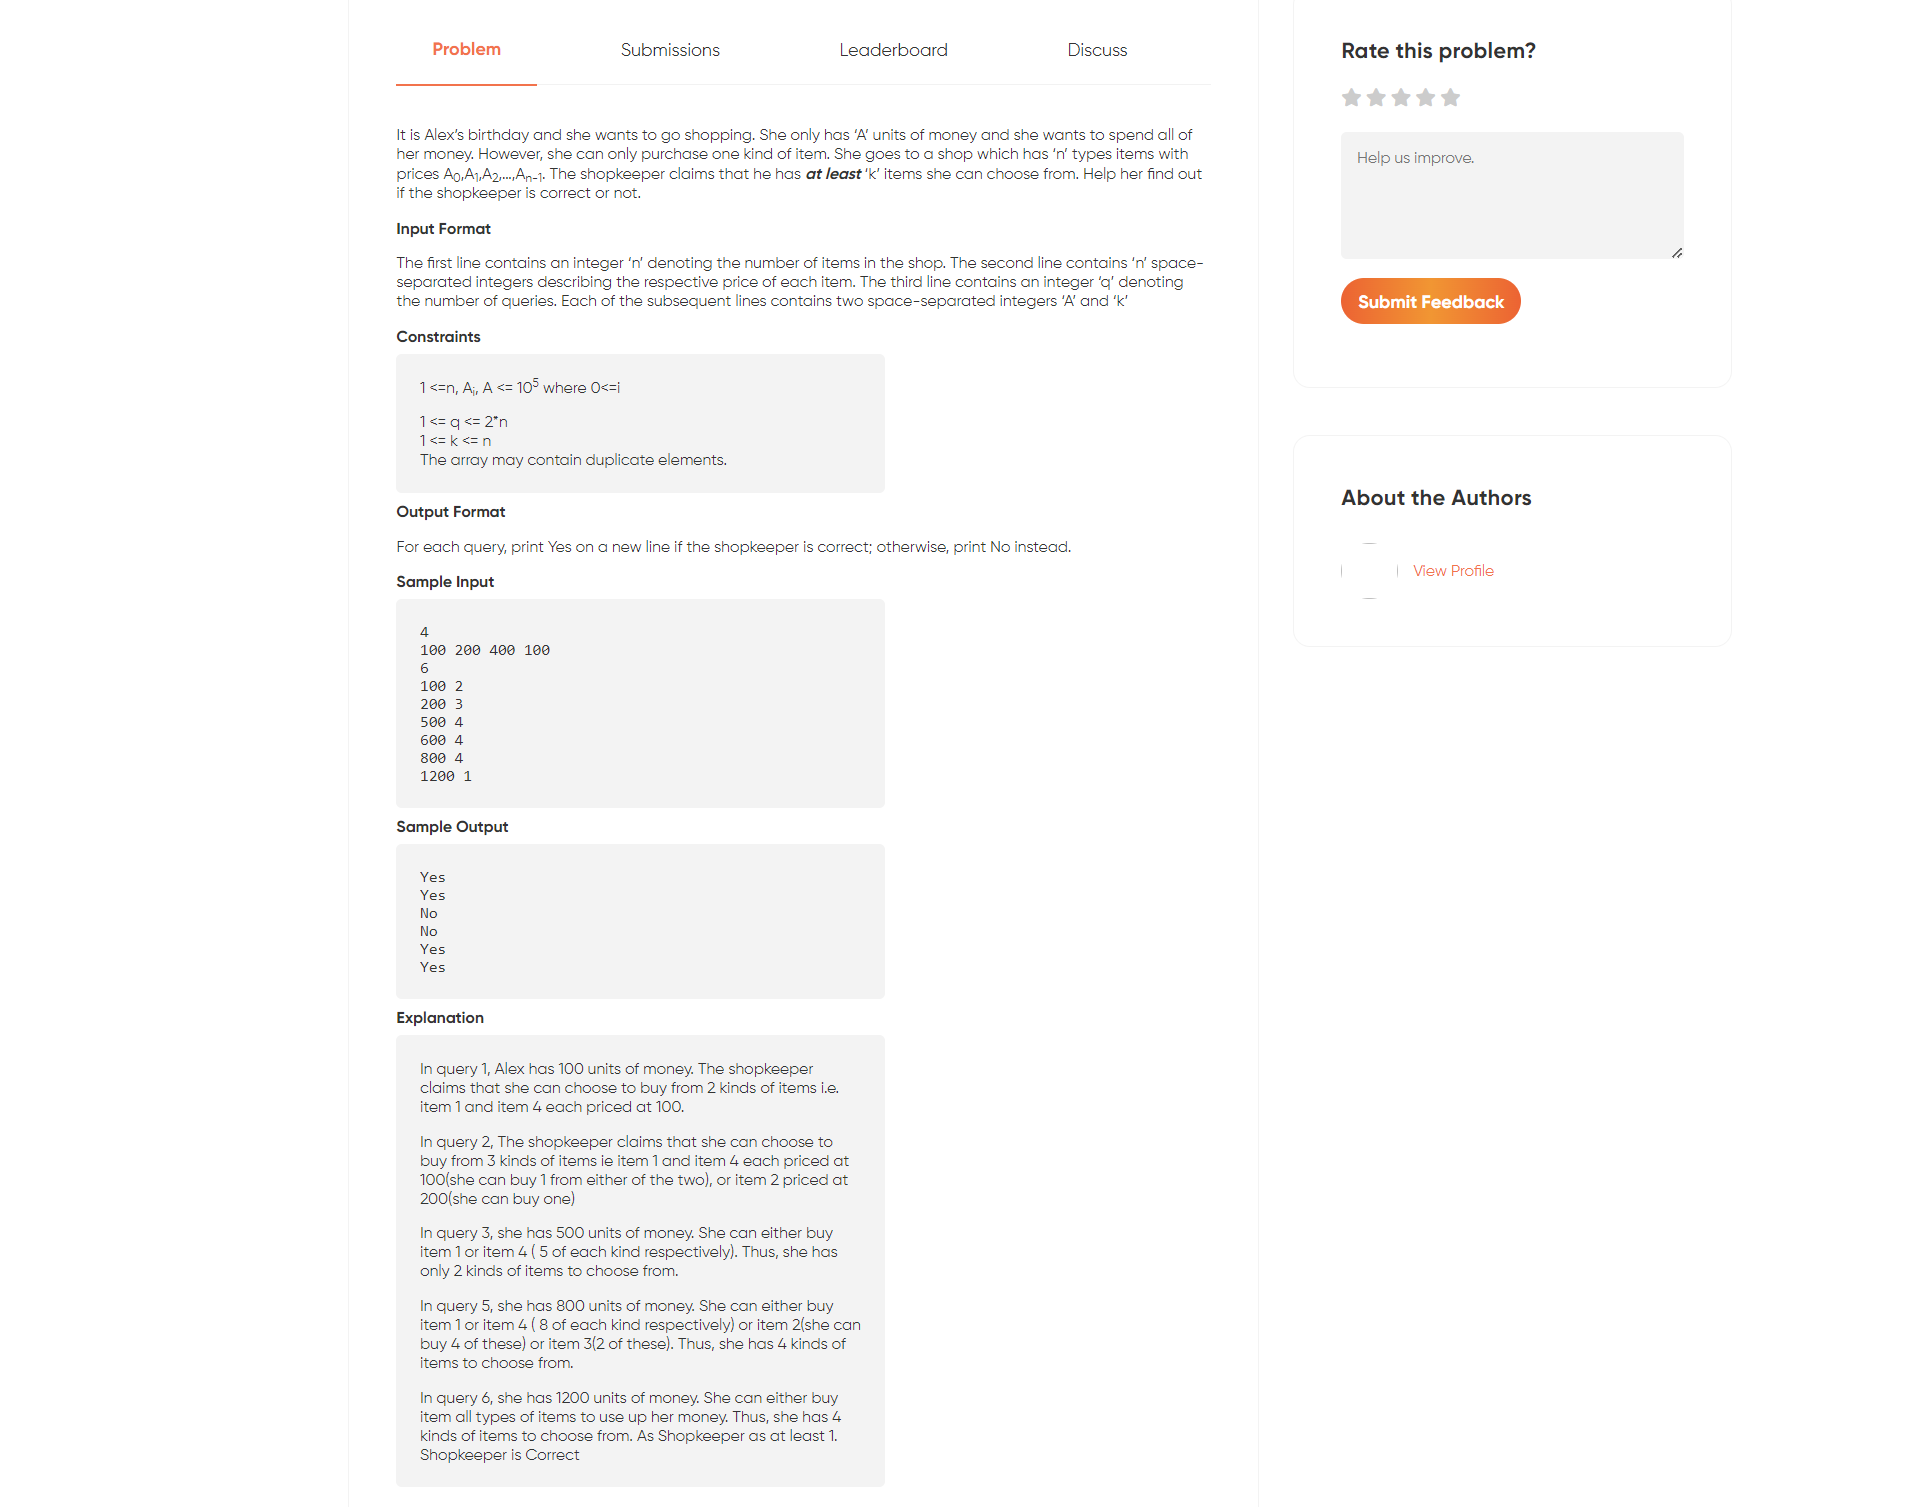 Problem
Submissions
Leaderboard
Discuss
It is Alex’s birthday and she wants to go shopping. She only has ‘A’ units of money and she wants to spend all of
her money. However, she can only purchase one kind of item. She goes to a shop which has ‘n’ types items with
prices A0,A1,A2,...,An-1. The shopkeeper claims that he has at least ‘k’ items she can choose from. Help her find out
if the shopkeeper is correct or not.
Input Format
The first line contains an integer ‘n’ denoting the number of items in the shop. The second line contains ‘n’ space-
separated integers describing the respective price of each item. The third line contains an integer ‘q’ denoting
the number of queries. Each of the subsequent lines contains two space-separated integers ‘A’ and ‘k’
Constraints
1 <=n, Ai, A <= 10^5 where 0<=i
1 <= q <= 2*n
1 <= k <= n
The array may contain duplicate elements.
Output Format
For each query, print Yes on a new line if the shopkeeper is correct; otherwise, print No instead.
Sample Input
4
100 200 400 100
6
100 2
200 3
500 4
600 4
800 4
1200 1
Sample Output
Yes
Yes
No
No
Yes
Yes
Explanation
In query 1, Alex has 100 units of money. The shopkeeper
claims that she can choose to buy from 2 kinds of items i.e.
item 1 and item 4 each priced at 100.
In query 2, The shopkeeper claims that she can choose to
buy from 3 kinds of items ie item 1 and item 4 each priced at
100(she can buy 1 from either of the two), or item 2 priced at
200(she can buy one)
In query 3, she has 500 units of money. She can either buy
item 1 or item 4 ( 5 of each kind respectively). Thus, she has
only 2 kinds of items to choose from.
In query 5, she has 800 units of money. She can either buy
item 1 or item 4 ( 8 of each kind respectively) or item 2(she can
buy 4 of these) or item 3(2 of these). Thus, she has 4 kinds of
items to choose from.
In query 6, she has 1200 units of money. She can either buy
item all types of items to use up her money. Thus, she has 4
kinds of items to choose from. As Shopkeeper as at least 1.
Shopkeeper is Correct
Rate this problem?
Help us improve.
Submit Feedback
About the Authors
View Profile